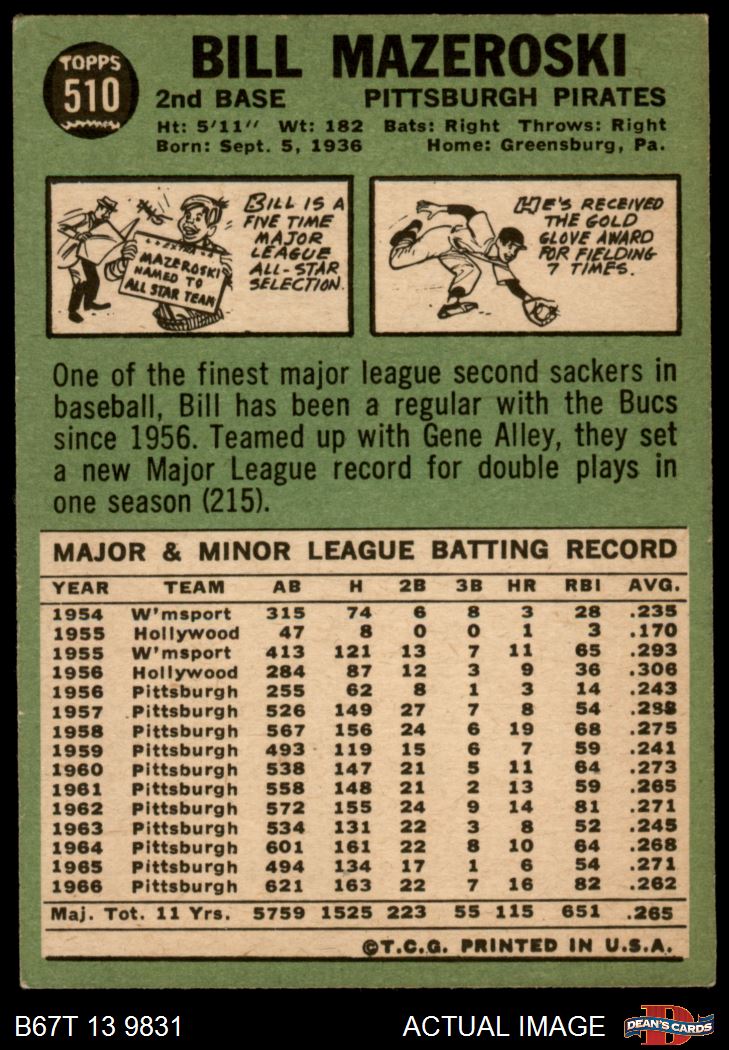 TOPPS
510
BILL MAZEROSKI
2nd BASE PITTSBURGH PIRATES
Ht: 5'11" Wt: 182 Bats: Right Throws: Right
Born: Sept. 5, 1936 Home: Greensburg, Pa.
MAZEROSKI
NAMED TO
ALL STAR TEAM
BILL IS A
FIVE TIME
MAJOR
LEAGUE
ALL-STAR
SELECTION.
HE'S RECEIVED
THE GOLD
GLOVE AWARD
FOR FIELDING
7 TIMES.
One of the finest major league second sackers in
baseball, Bill has been a regular with the Bucs
since 1956. Teamed up with Gene Alley, they set
a new Major League record for double plays in
one season (215).
MAJOR & MINOR LEAGUE BATTING RECORD
YEAR TEAM AB H 2B 3B HR RBI AVG.
1954 W'msport 315 74 6 8 3 28 .235
1955 Hollywood 47 8 0 0 1 3 .170
1955 W'msport 413 121 13 7 11 65 .293
1956 Hollywood 284 87 12 3 9 36 .306
1956 Pittsburgh 255 62 8 1 3 14 .243
1957 Pittsburgh 526 149 27 7 8 54
1958 Pittsburgh 567 156 24 6 19 68 .275
1959 Pittsburgh 493 119 15 6 7 59 .241
1960 Pittsburgh 538 147 21 5 11 64 .273
1961 Pittsburgh 558 148 21 2 13 59 .265
1962 Pittsburgh 572 155 24 9 14 81 .271
1963 Pittsburgh 534 131 22 3 8 52 .245
1964 Pittsburgh 601 161 22 8 10 64 .268
1965 Pittsburgh 494 134 17 1 6 54 .271
1966 Pittsburgh 621 163 22 7 16 82 .262
Maj. Tot. 11 Yrs. 5759 1525 223 55 115 651 .265
©T.C.G. PRINTED IN U.S.A.
B67T 13 9831 ACTUAL IMAGE D DEAN'S CARDS